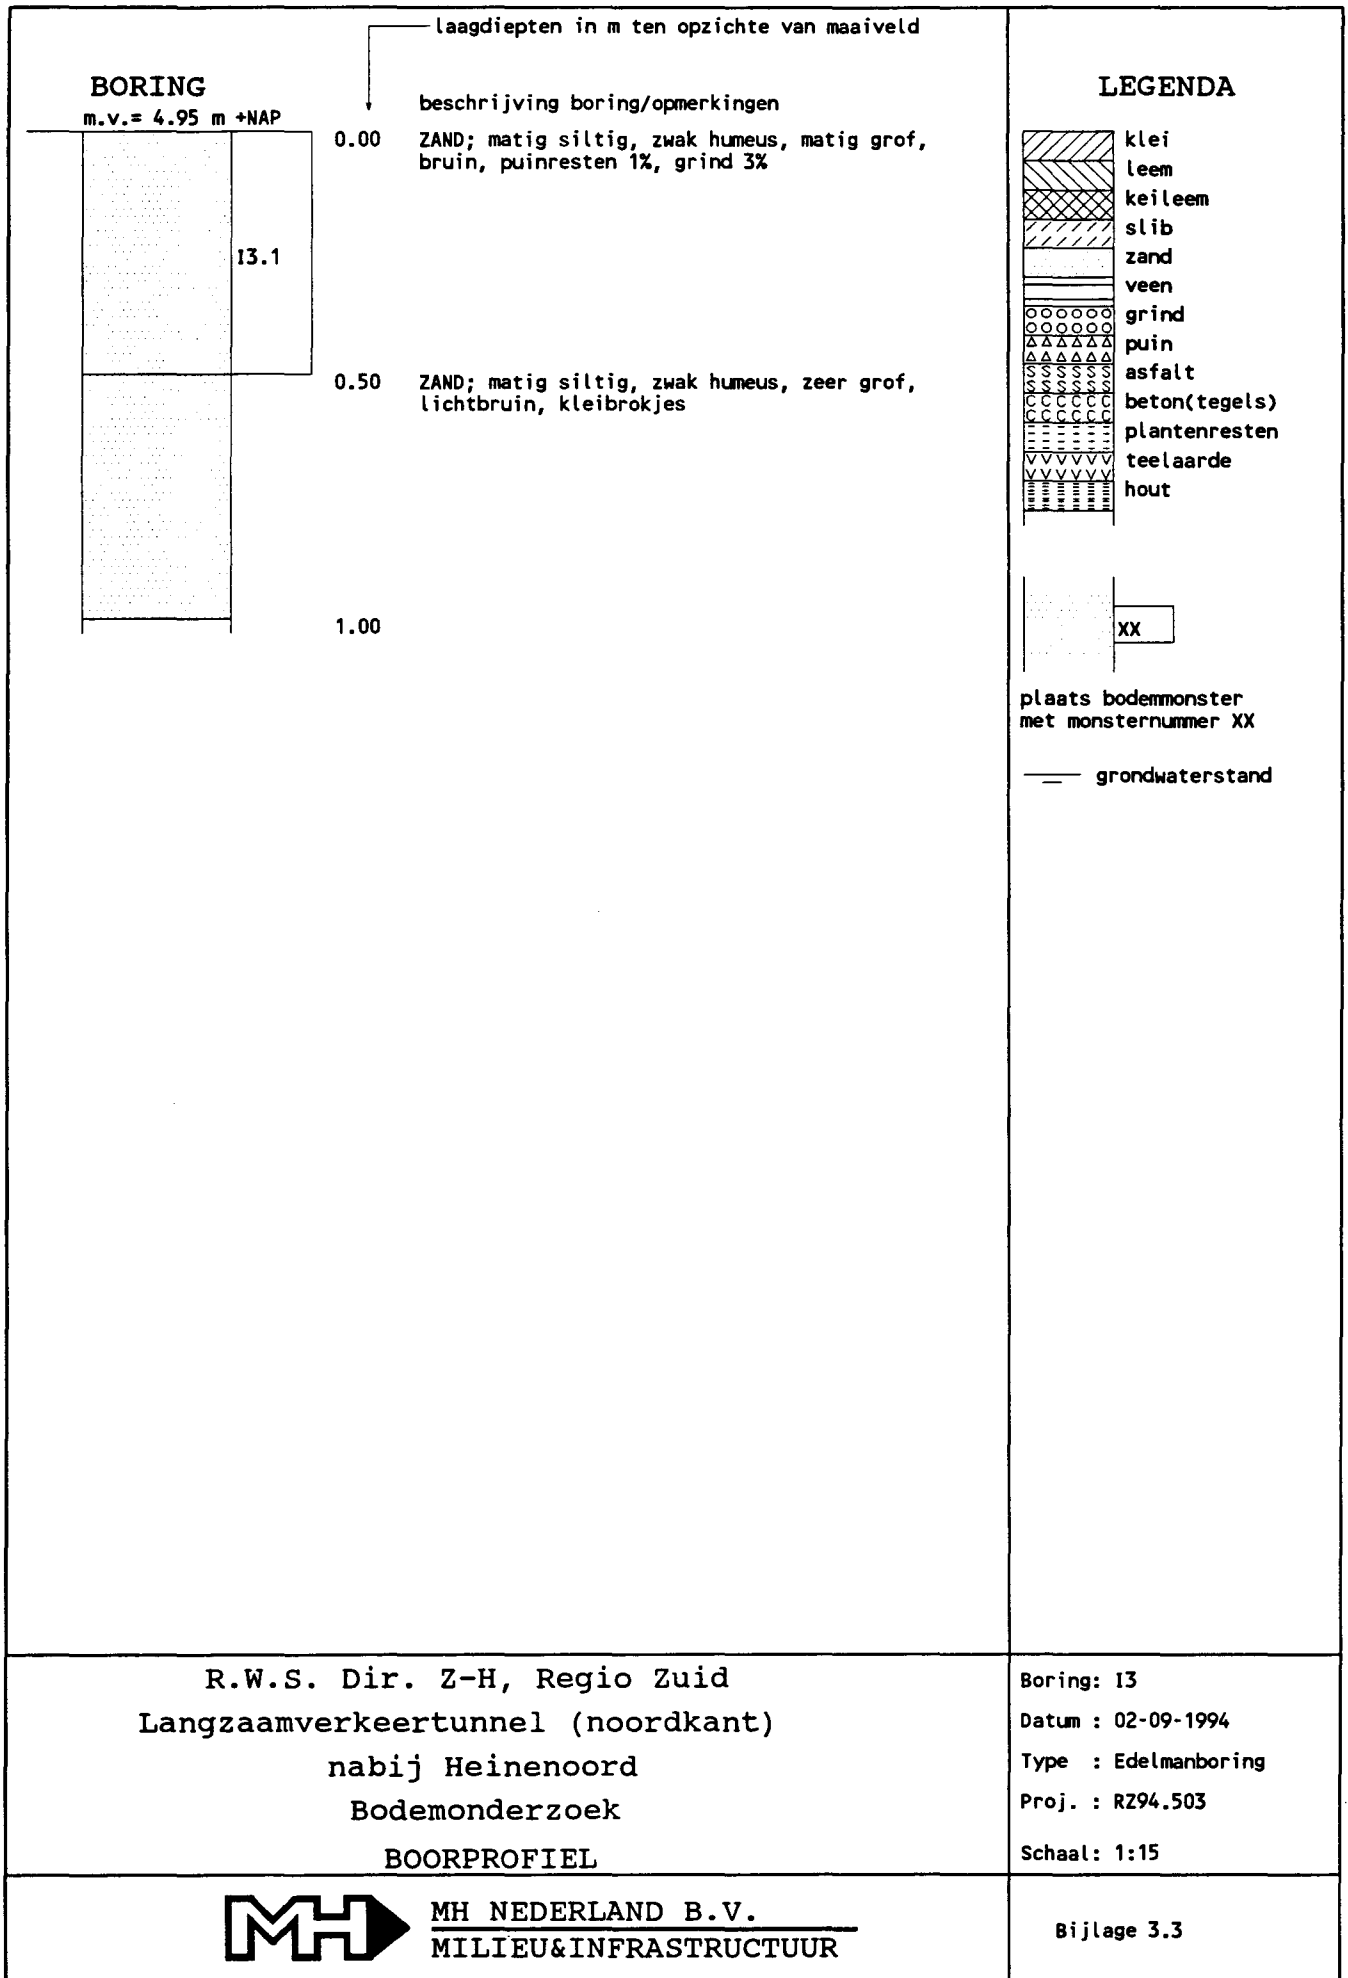 laagdiepten in m ten opzichte van maaiveld
BORING
m.v.= 4.95 m +NAP
beschrijving boring/opmerkingen
0.00 ZAND; matig siltig, zwak humeus, matig grof,
bruin, puinresten 1%, grind 3%
I3.1
0.50 ZAND; matig siltig, zwak humeus, zeer grof,
lichtbruin, kleibrokjes
1.00
LEGENDA
klei
leem
keileem
slib
zand
veen
grind
puin
asfalt
beton(tegels)
plantenresten
teelaarde
hout
XX
plaats bodemmonster
met monsternummer XX
grondwaterstand
R.W.S. Dir. Z-H, Regio Zuid
Langzaamverkeertunnel (noordkant)
nabij Heinenoord
Bodemonderzoek
BOORPROFIEL
Boring: I3
Datum : 02-09-1994
Type : Edelmanboring
Proj. : RZ94.503
Schaal: 1:15
MH
MH NEDERLAND B.V.
MILIEU&INFRASTRUCTUUR
Bijlage 3.3